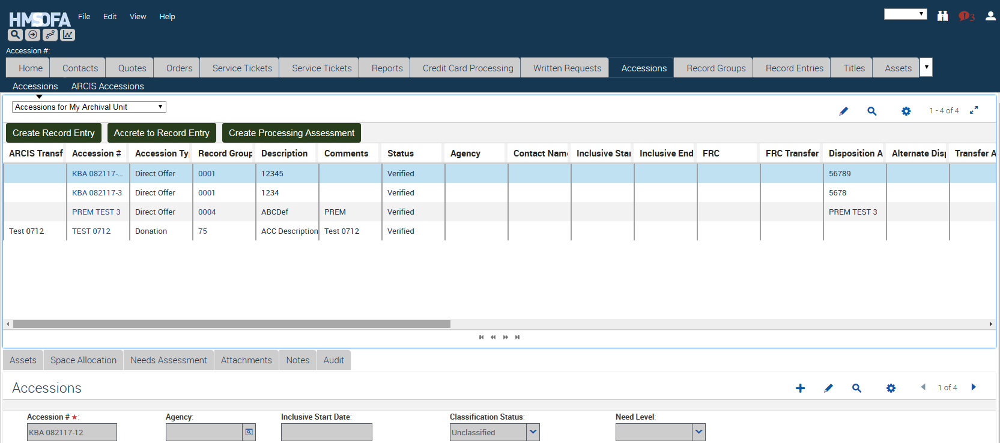 HMSOFA File Edit View Help
3
Accession #:
Home Contacts Quotes Orders Service Tickets Service Tickets Reports Credit Card Processing Written Requests Accessions Record Groups Record Entries Titles Assets
Accessions ARCIS Accessions
Accessions for My Archival Unit
1 - 4 of 4
Create Record Entry Accrete to Record Entry Create Processing Assessment
ARCIS Transf Accession # Accession Ty Record Group Description Comments Status Agency Contact Nam Inclusive Star Inclusive End FRC FRC Transfer Disposition A Alternate Disp Transfer A
KBA 082117-... Direct Offer 0001 12345 Verified 56789
KBA 082117-3 Direct Offer 0001 1234 Verified 5678
PREM TEST 3 Direct Offer 0004 ABCDef PREM Verified PREM TEST 3
Test 0712 TEST 0712 Donation 75 ACC Description Test 0712 Verified
Assets Space Allocation Needs Assessment Attachments Notes Audit
Accessions 1 of 4
Accession # ★: Agency: Inclusive Start Date: Classification Status: Need Level:
KBA 082117-12 Unclassified